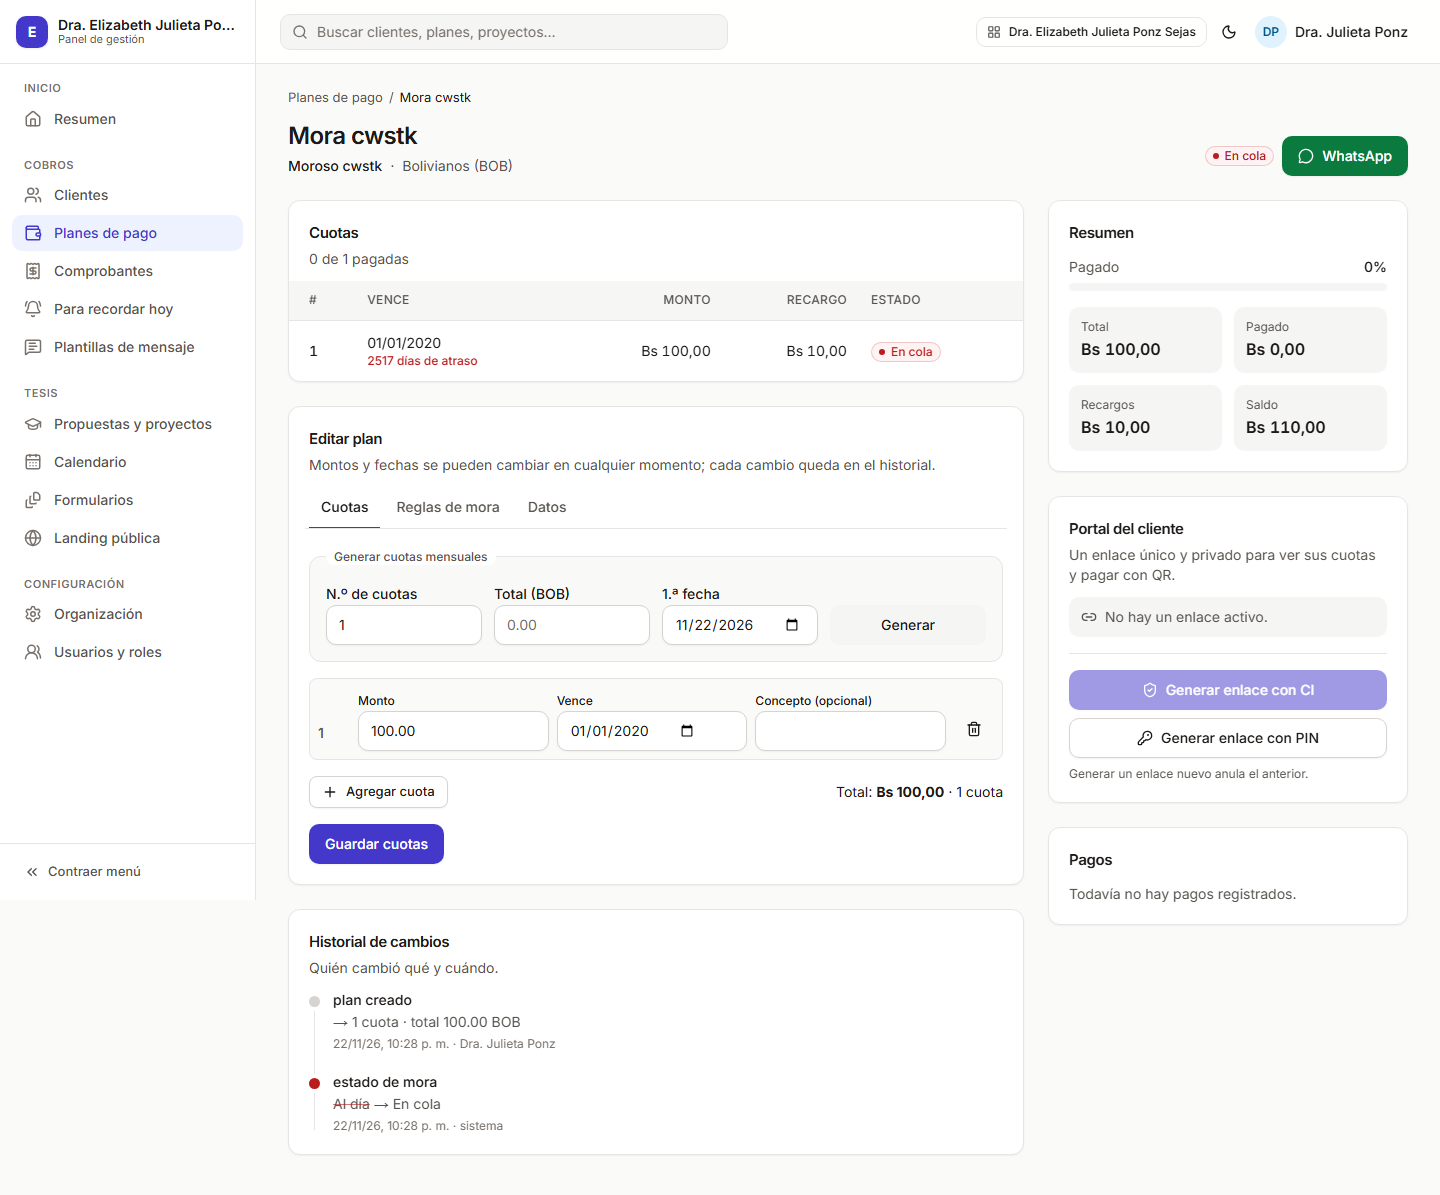 E
Dra. Elizabeth Julieta Po...
Panel de gestión
Buscar clientes, planes, proyectos...
Dra. Elizabeth Julieta Ponz Sejas
DP
Dra. Julieta Ponz
INICIO
Resumen
COBROS
Clientes
Planes de pago
Comprobantes
Para recordar hoy
Plantillas de mensaje
TESIS
Propuestas y proyectos
Calendario
Formularios
Landing pública
CONFIGURACIÓN
Organización
Usuarios y roles
Contraer menú
Planes de pago / Mora cwstk
Mora cwstk
Moroso cwstk · Bolivianos (BOB)
En cola
WhatsApp
Cuotas
0 de 1 pagadas
# VENCE MONTO RECARGO ESTADO
1 01/01/2020 Bs 100,00 Bs 10,00 En cola
2517 días de atraso
Editar plan
Montos y fechas se pueden cambiar en cualquier momento; cada cambio queda en el historial.
Cuotas Reglas de mora Datos
Generar cuotas mensuales
N.º de cuotas Total (BOB) 1.ª fecha
1 0.00 11/22/2026 Generar
Monto Vence Concepto (opcional)
1 100.00 01/01/2020
Agregar cuota
Total: Bs 100,00 · 1 cuota
Guardar cuotas
Historial de cambios
Quién cambió qué y cuándo.
plan creado
→ 1 cuota · total 100.00 BOB
22/11/26, 10:28 p. m. · Dra. Julieta Ponz
estado de mora
Al día → En cola
22/11/26, 10:28 p. m. · sistema
Resumen
Pagado 0%
Total Pagado
Bs 100,00 Bs 0,00
Recargos Saldo
Bs 10,00 Bs 110,00
Portal del cliente
Un enlace único y privado para ver sus cuotas
y pagar con QR.
No hay un enlace activo.
Generar enlace con CI
Generar enlace con PIN
Generar un enlace nuevo anula el anterior.
Pagos
Todavía no hay pagos registrados.